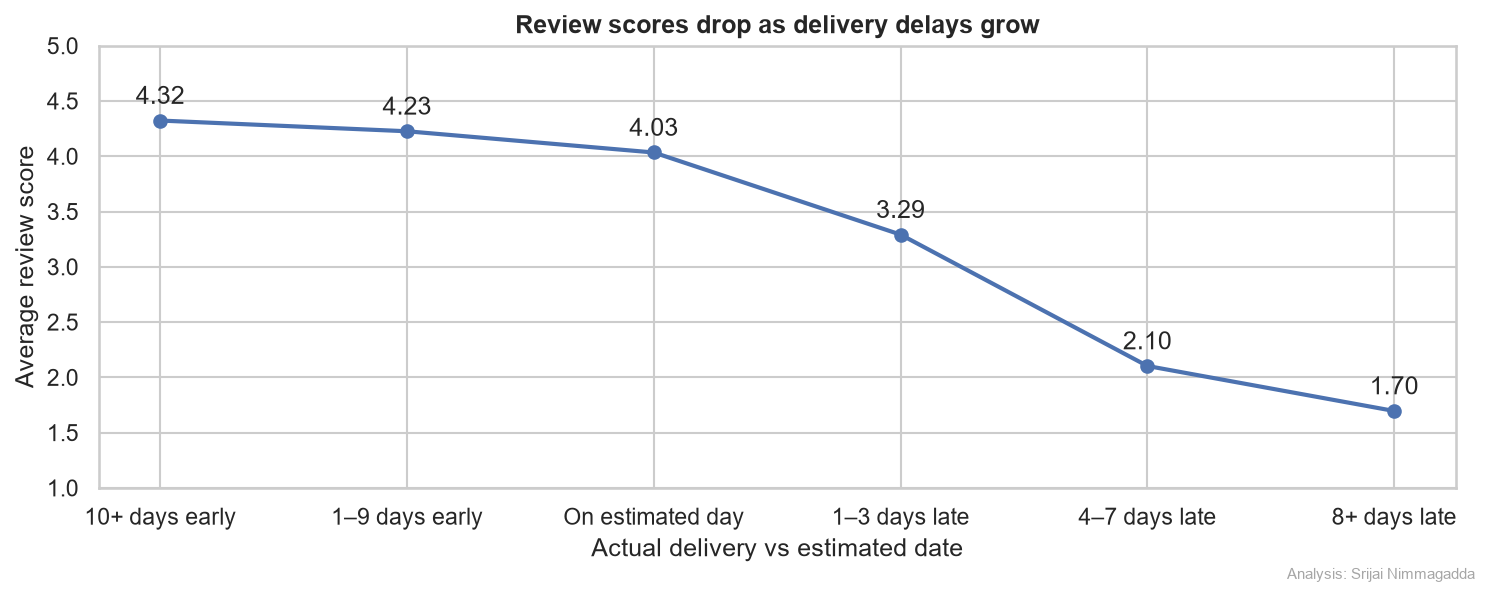 Review scores drop as delivery delays grow
Average review score
5.0
4.5
4.0
3.5
3.0
2.5
2.0
1.5
1.0
4.32
4.23
4.03
3.29
2.10
1.70
10+ days early
1–9 days early
On estimated day
1–3 days late
4–7 days late
8+ days late
Actual delivery vs estimated date
Analysis: Srijai Nimmagadda